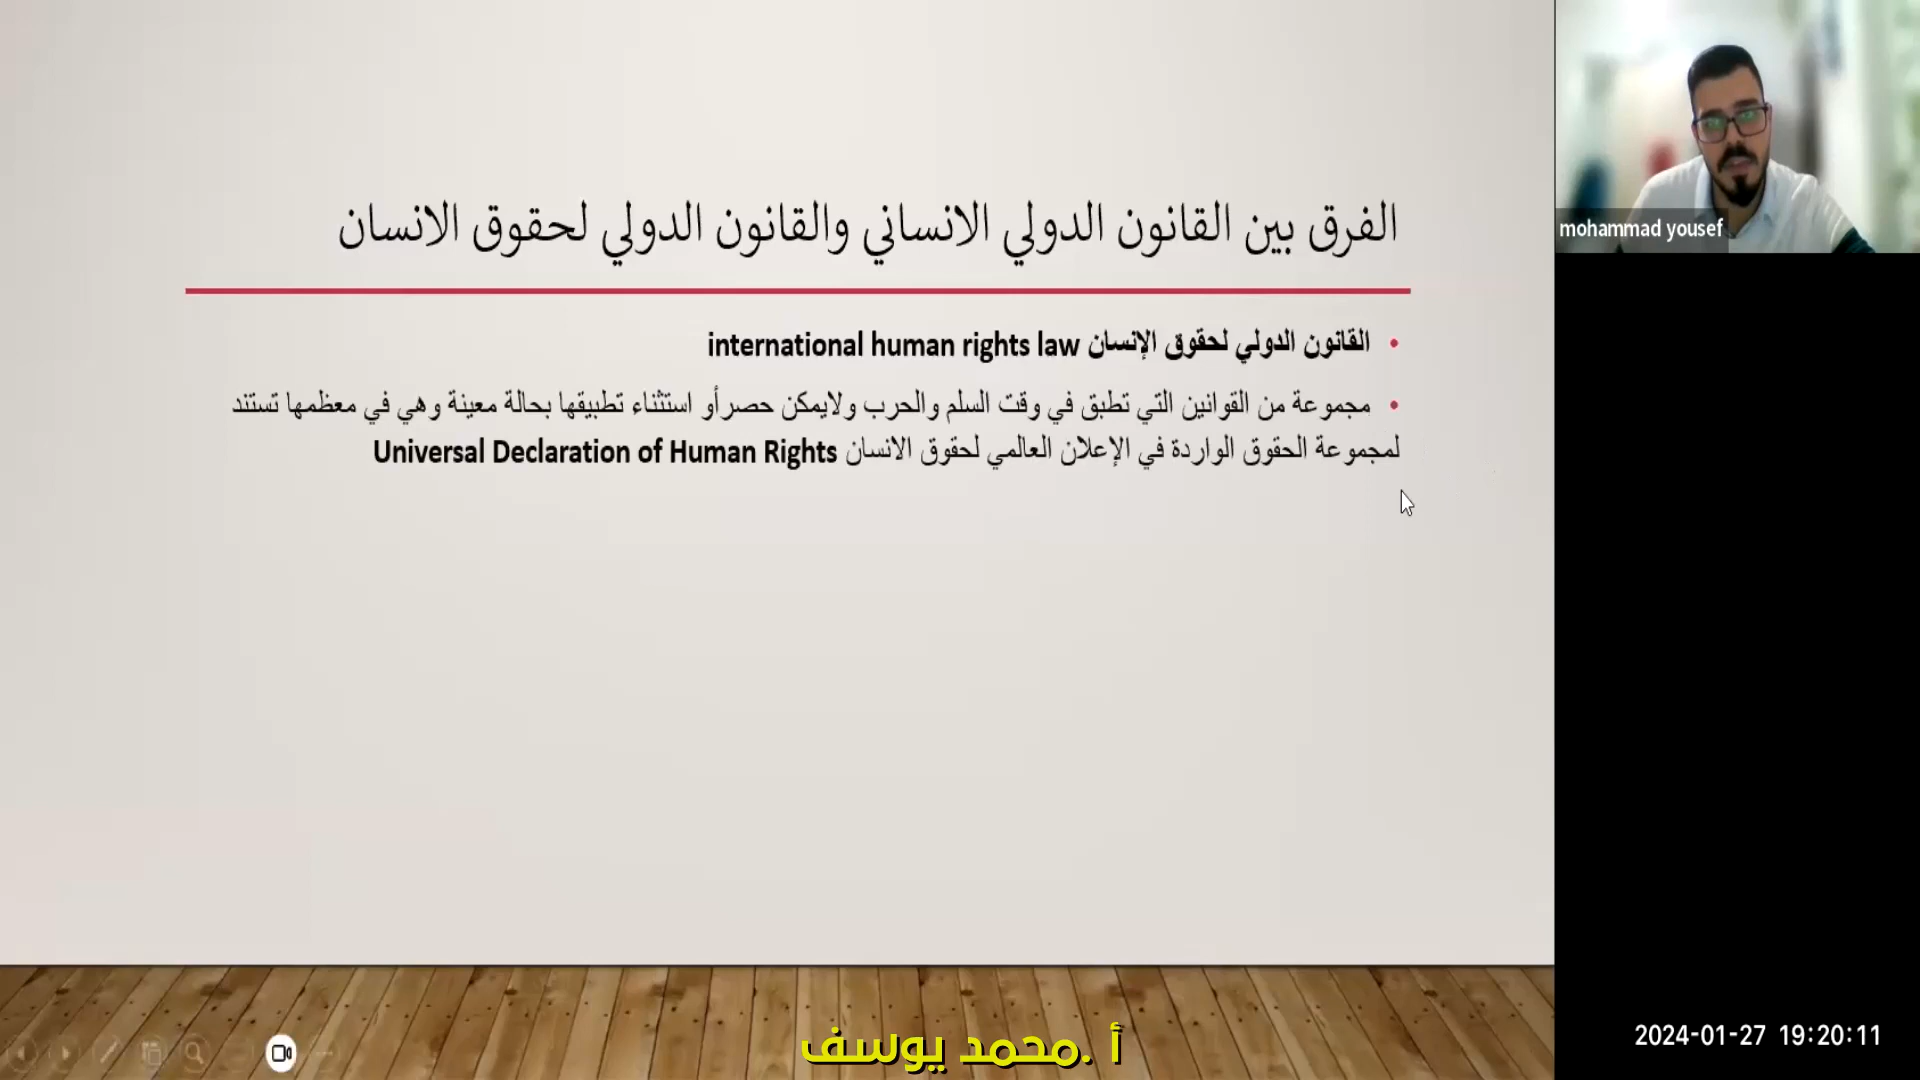 الفرق بين القانون الدولي الانساني والقانون الدولي لحقوق الانسان
• القانون الدولي لحقوق الإنسان international human rights law
• مجموعة من القوانين التي تطبق في وقت السلم والحرب ولايمكن حصرأو استثناء تطبيقها بحالة معينة وهي في معظمها تستند
لمجموعة الحقوق الواردة في الإعلان العالمي لحقوق الانسان Universal Declaration of Human Rights
mohammad yousef
أ .محمد يوسف
2024-01-27 19:20:11